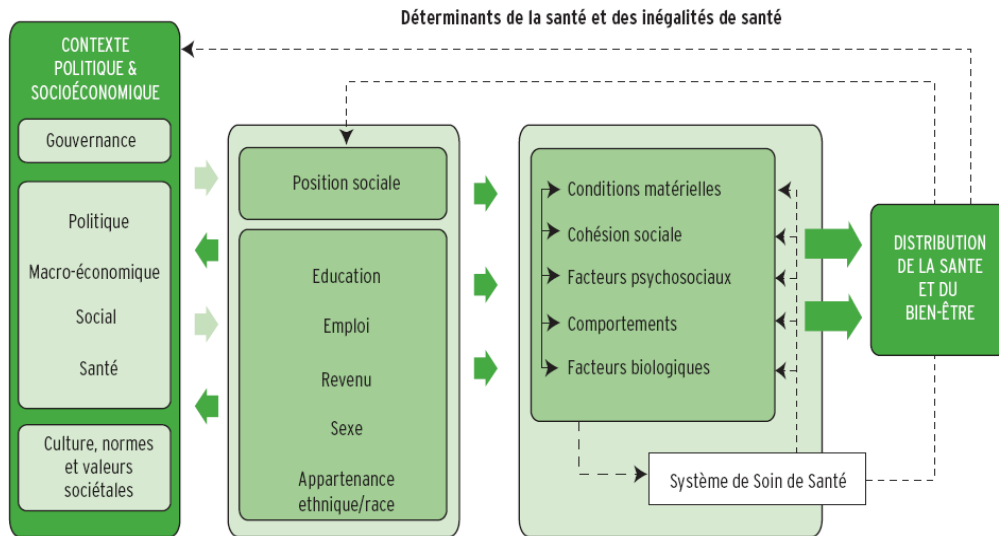 Déterminants de la santé et des inégalités de santé
CONTEXTE
POLITIQUE &
SOCIOÉCONOMIQUE
Gouvernance
Politique
Macro-économique
Social
Santé
Culture, normes
et valeurs
sociétales
Position sociale
Education
Emploi
Revenu
Sexe
Appartenance
ethnique/race
Conditions matérielles
Cohésion sociale
Facteurs psychosociaux
Comportements
Facteurs biologiques
Système de Soin de Santé
DISTRIBUTION
DE LA SANTE
ET DU
BIEN-ÊTRE